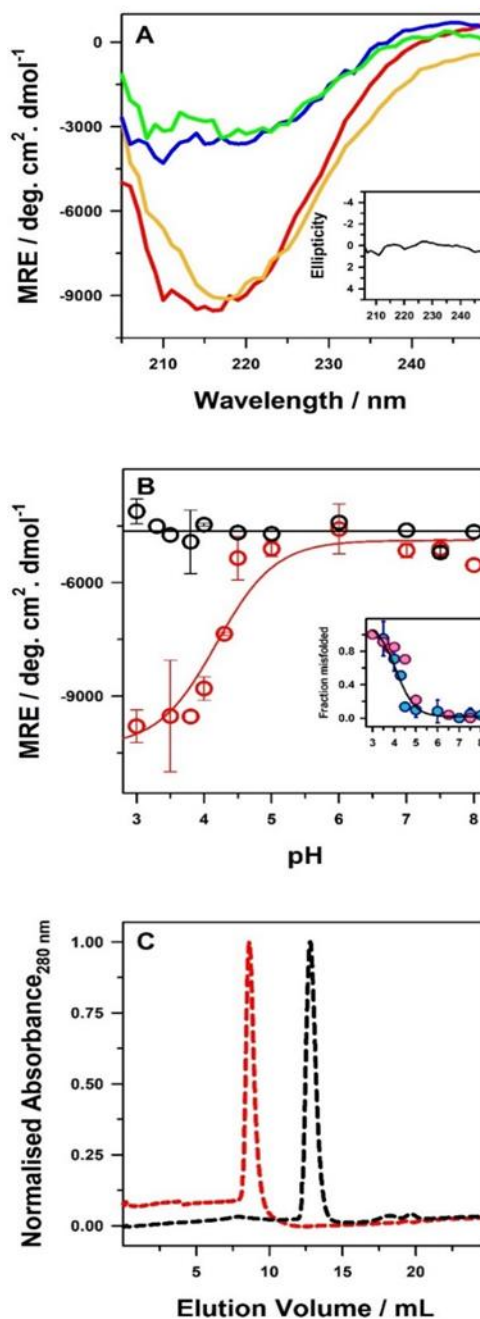 A
0
-3000
-6000
-9000
MRE / deg. cm². dmol⁻¹
210 220 230 240
Wavelength / nm
Ellipticity
-4
-2
0
2
4
210 220 230 240
B
-6000
-9000
MRE / deg. cm². dmol⁻¹
3 4 5 6 7 8
pH
Fraction misfolded
0.8
0.4
0.0
3 4 5 6 7 8
C
1.00
0.75
0.50
0.25
0.00
Normalised Absorbance280 nm
5 10 15 20
Elution Volume / mL